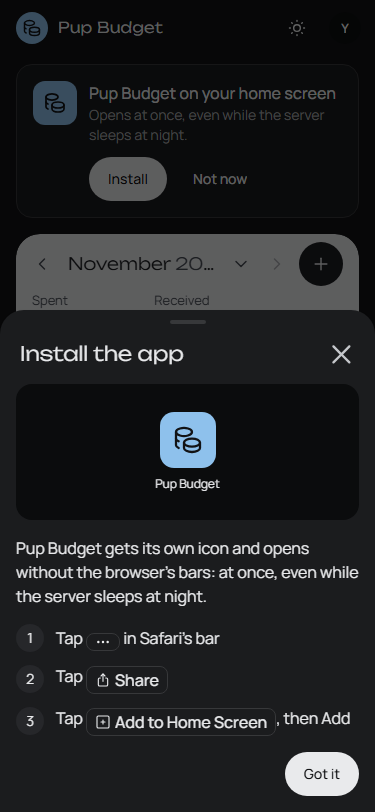 Pup Budget
Y
Pup Budget on your home screen
Opens at once, even while the server
sleeps at night.
Install
Not now
November 20...
Spent
Received
Install the app
Pup Budget
Pup Budget gets its own icon and opens
without the browser's bars: at once, even while
the server sleeps at night.
1 Tap ... in Safari's bar
2 Tap Share
3 Tap Add to Home Screen, then Add
Got it